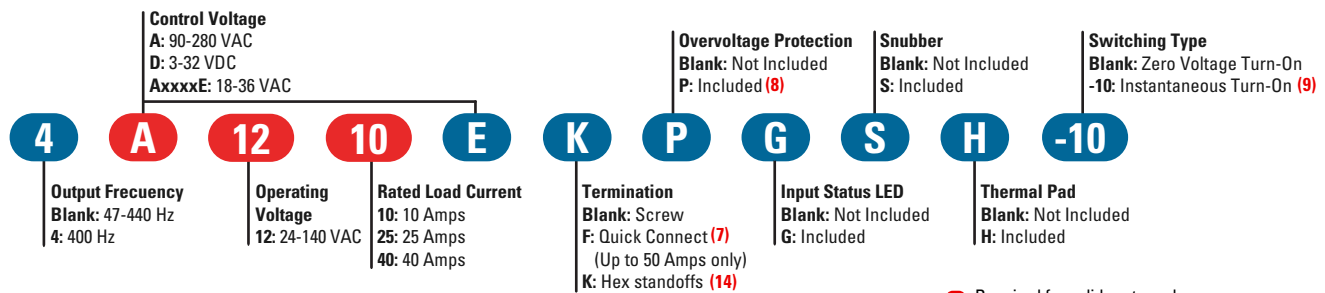 Control Voltage
A: 90-280 VAC
D: 3-32 VDC
AxxxxE: 18-36 VAC
Overvoltage Protection
Blank: Not Included
P: Included (8)
Snubber
Blank: Not Included
S: Included
Switching Type
Blank: Zero Voltage Turn-On
-10: Instantaneous Turn-On (9)
4 A 12 10 E K P G S H -10
Output Frecuency
Blank: 47-440 Hz
4: 400 Hz
Operating
Voltage
12: 24-140 VAC
Rated Load Current
10: 10 Amps
25: 25 Amps
40: 40 Amps
Termination
Blank: Screw
F: Quick Connect (7)
(Up to 50 Amps only)
K: Hex standoffs (14)
Input Status LED
Blank: Not Included
G: Included
Thermal Pad
Blank: Not Included
H: Included